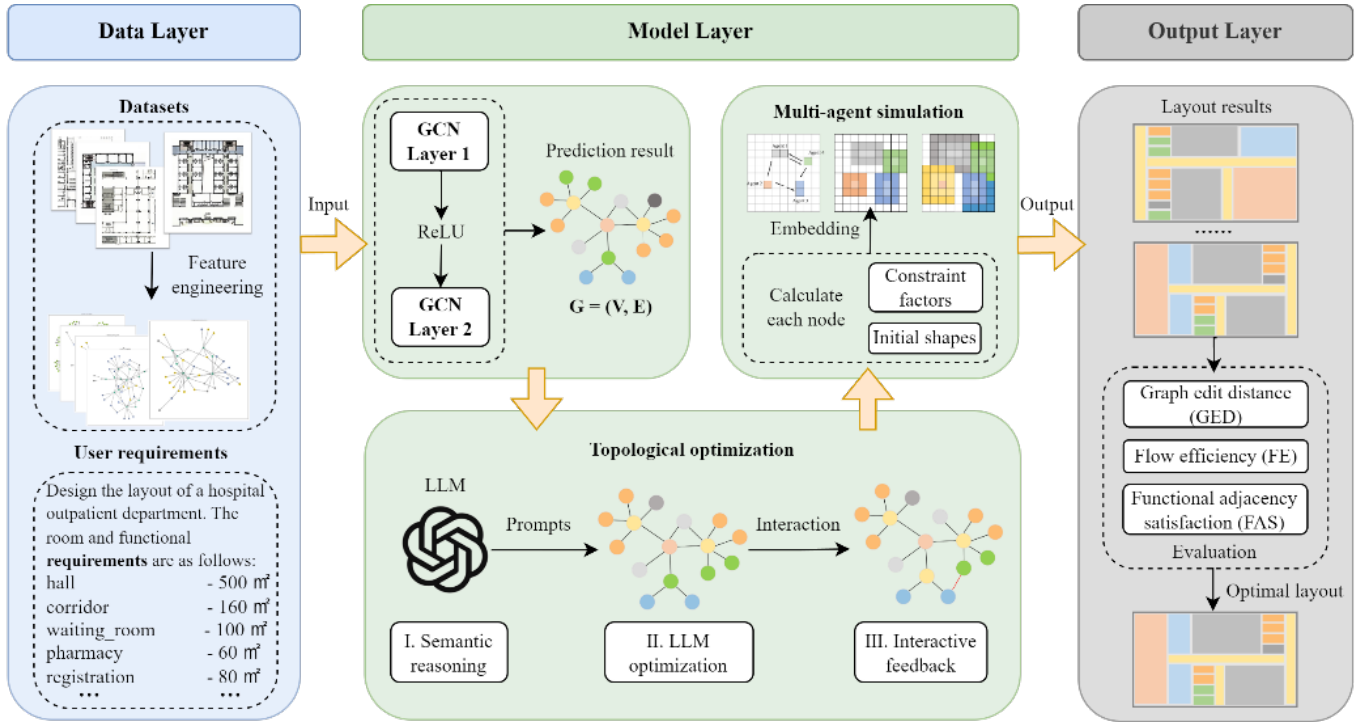 Data Layer
Model Layer
Output Layer
Datasets
Feature
engineering
User requirements
Design the layout of a hospital
outpatient department. The
room and functional
requirements are as follows:
hall - 500 ㎡
corridor - 160 ㎡
waiting_room - 100 ㎡
pharmacy - 60 ㎡
registration - 80 ㎡
... ...
Input
GCN
Layer 1
ReLU
GCN
Layer 2
Prediction result
G = (V, E)
Multi-agent simulation
Embedding
Calculate
each node
Constraint
factors
Initial shapes
Topological optimization
LLM
Prompts
Interaction
I. Semantic
reasoning
II. LLM
optimization
III. Interactive
feedback
Output
Layout results
......
Graph edit distance
(GED)
Flow efficiency (FE)
Functional adjacency
satisfaction (FAS)
Evaluation
Optimal layout